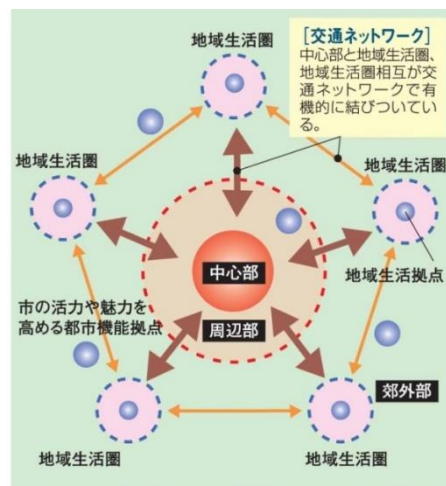 地域生活圏
[交通ネットワーク]
中心部と地域生活圏、
地域生活圏相互が交
通ネットワークで有
機的に結びついてい
る。
地域生活圏
地域生活圏
地域生活拠点
中心部
市の活力や魅力を
高める都市機能拠点
周辺部
郊外部
地域生活圏
地域生活圏